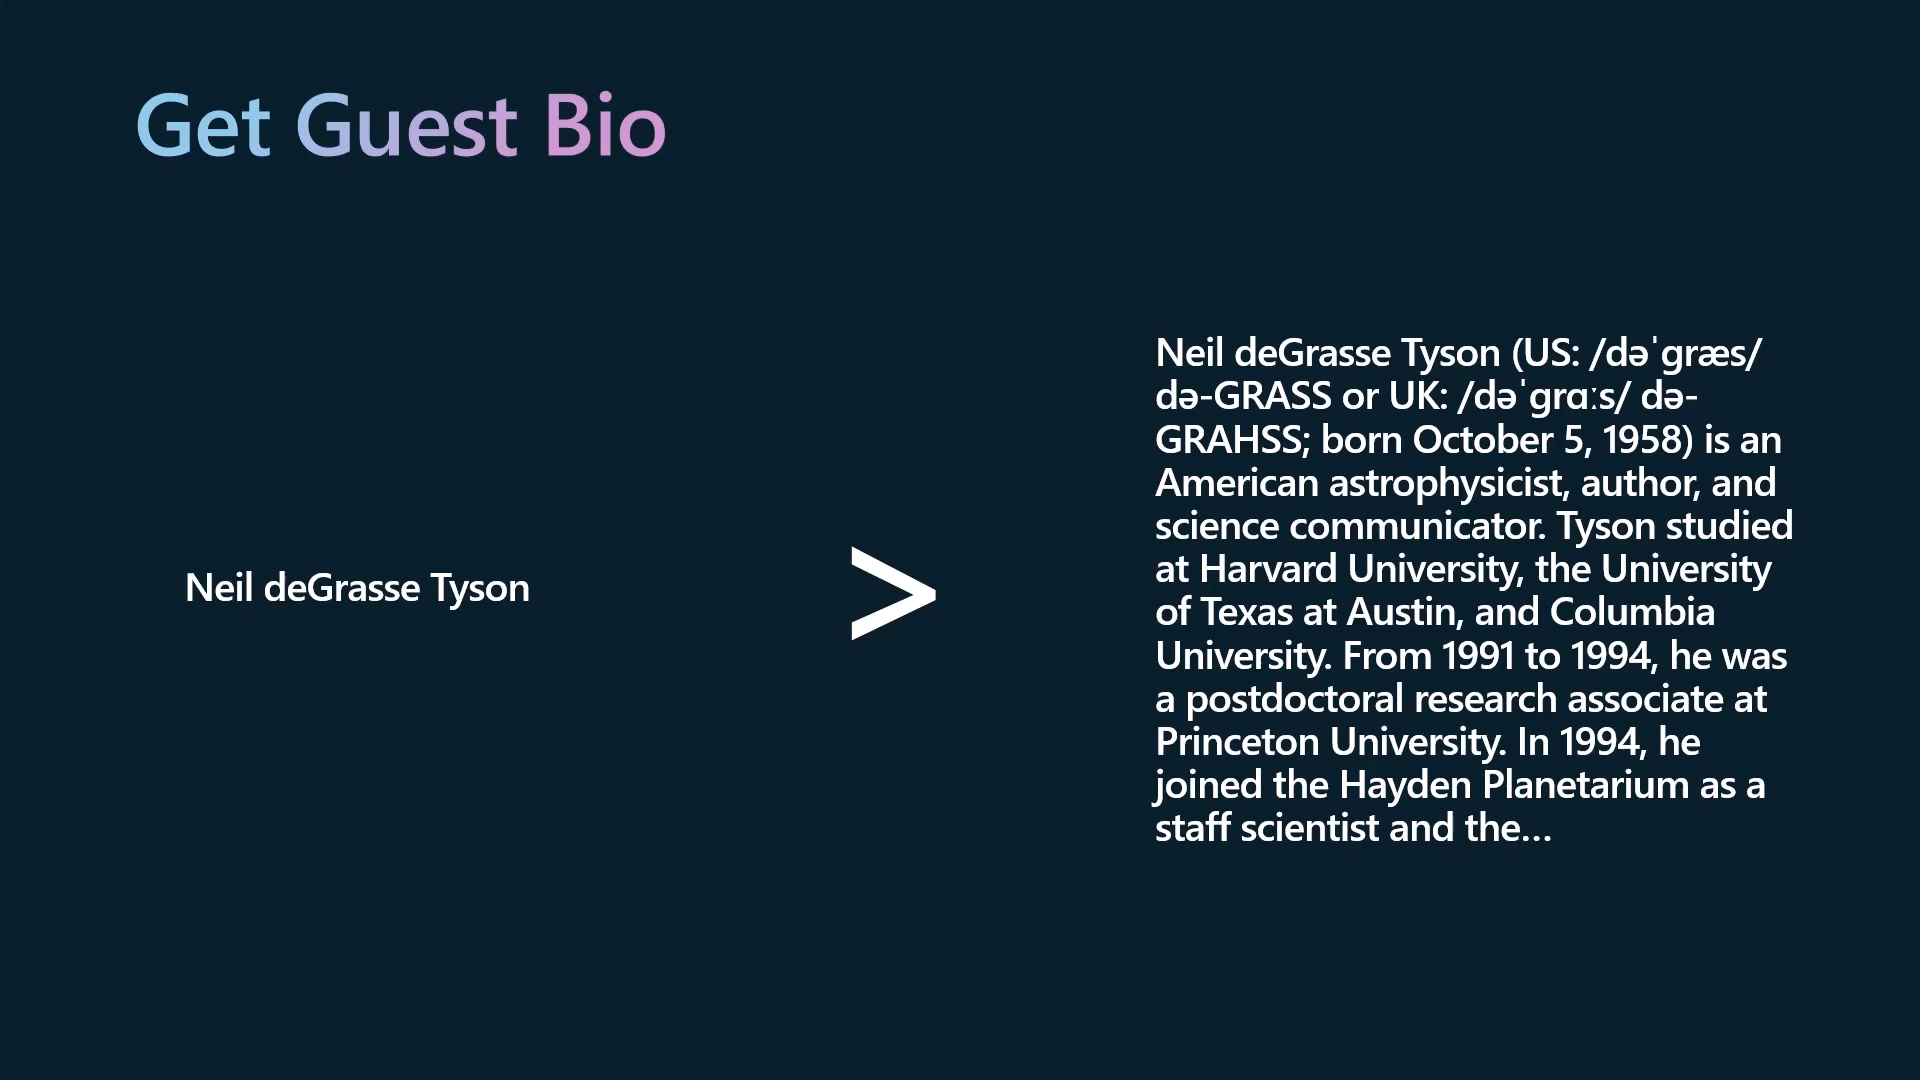 Get Guest Bio
Neil deGrasse Tyson
>
Neil deGrasse Tyson (US: /dəˈɡræs/
də-GRASS or UK: /dəˈɡrɑːs/ də-
GRAHSS; born October 5, 1958) is an
American astrophysicist, author, and
science communicator. Tyson studied
at Harvard University, the University
of Texas at Austin, and Columbia
University. From 1991 to 1994, he was
a postdoctoral research associate at
Princeton University. In 1994, he
joined the Hayden Planetarium as a
staff scientist and the...